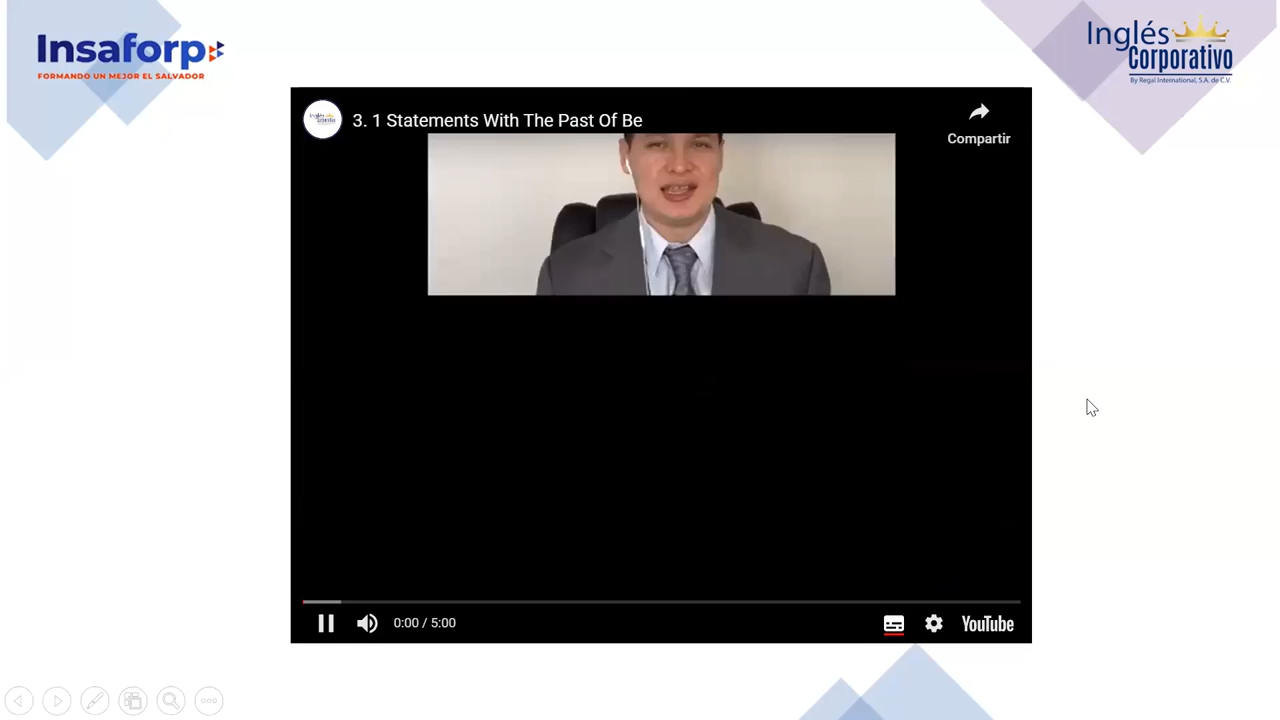 Insaforp
FORMANDO UN MEJOR EL SALVADOR
Inglés
Corporativo
By Regal International, S.A. de C.V.
3. 1 Statements With The Past Of Be
Compartir
0:00 / 5:00
YouTube